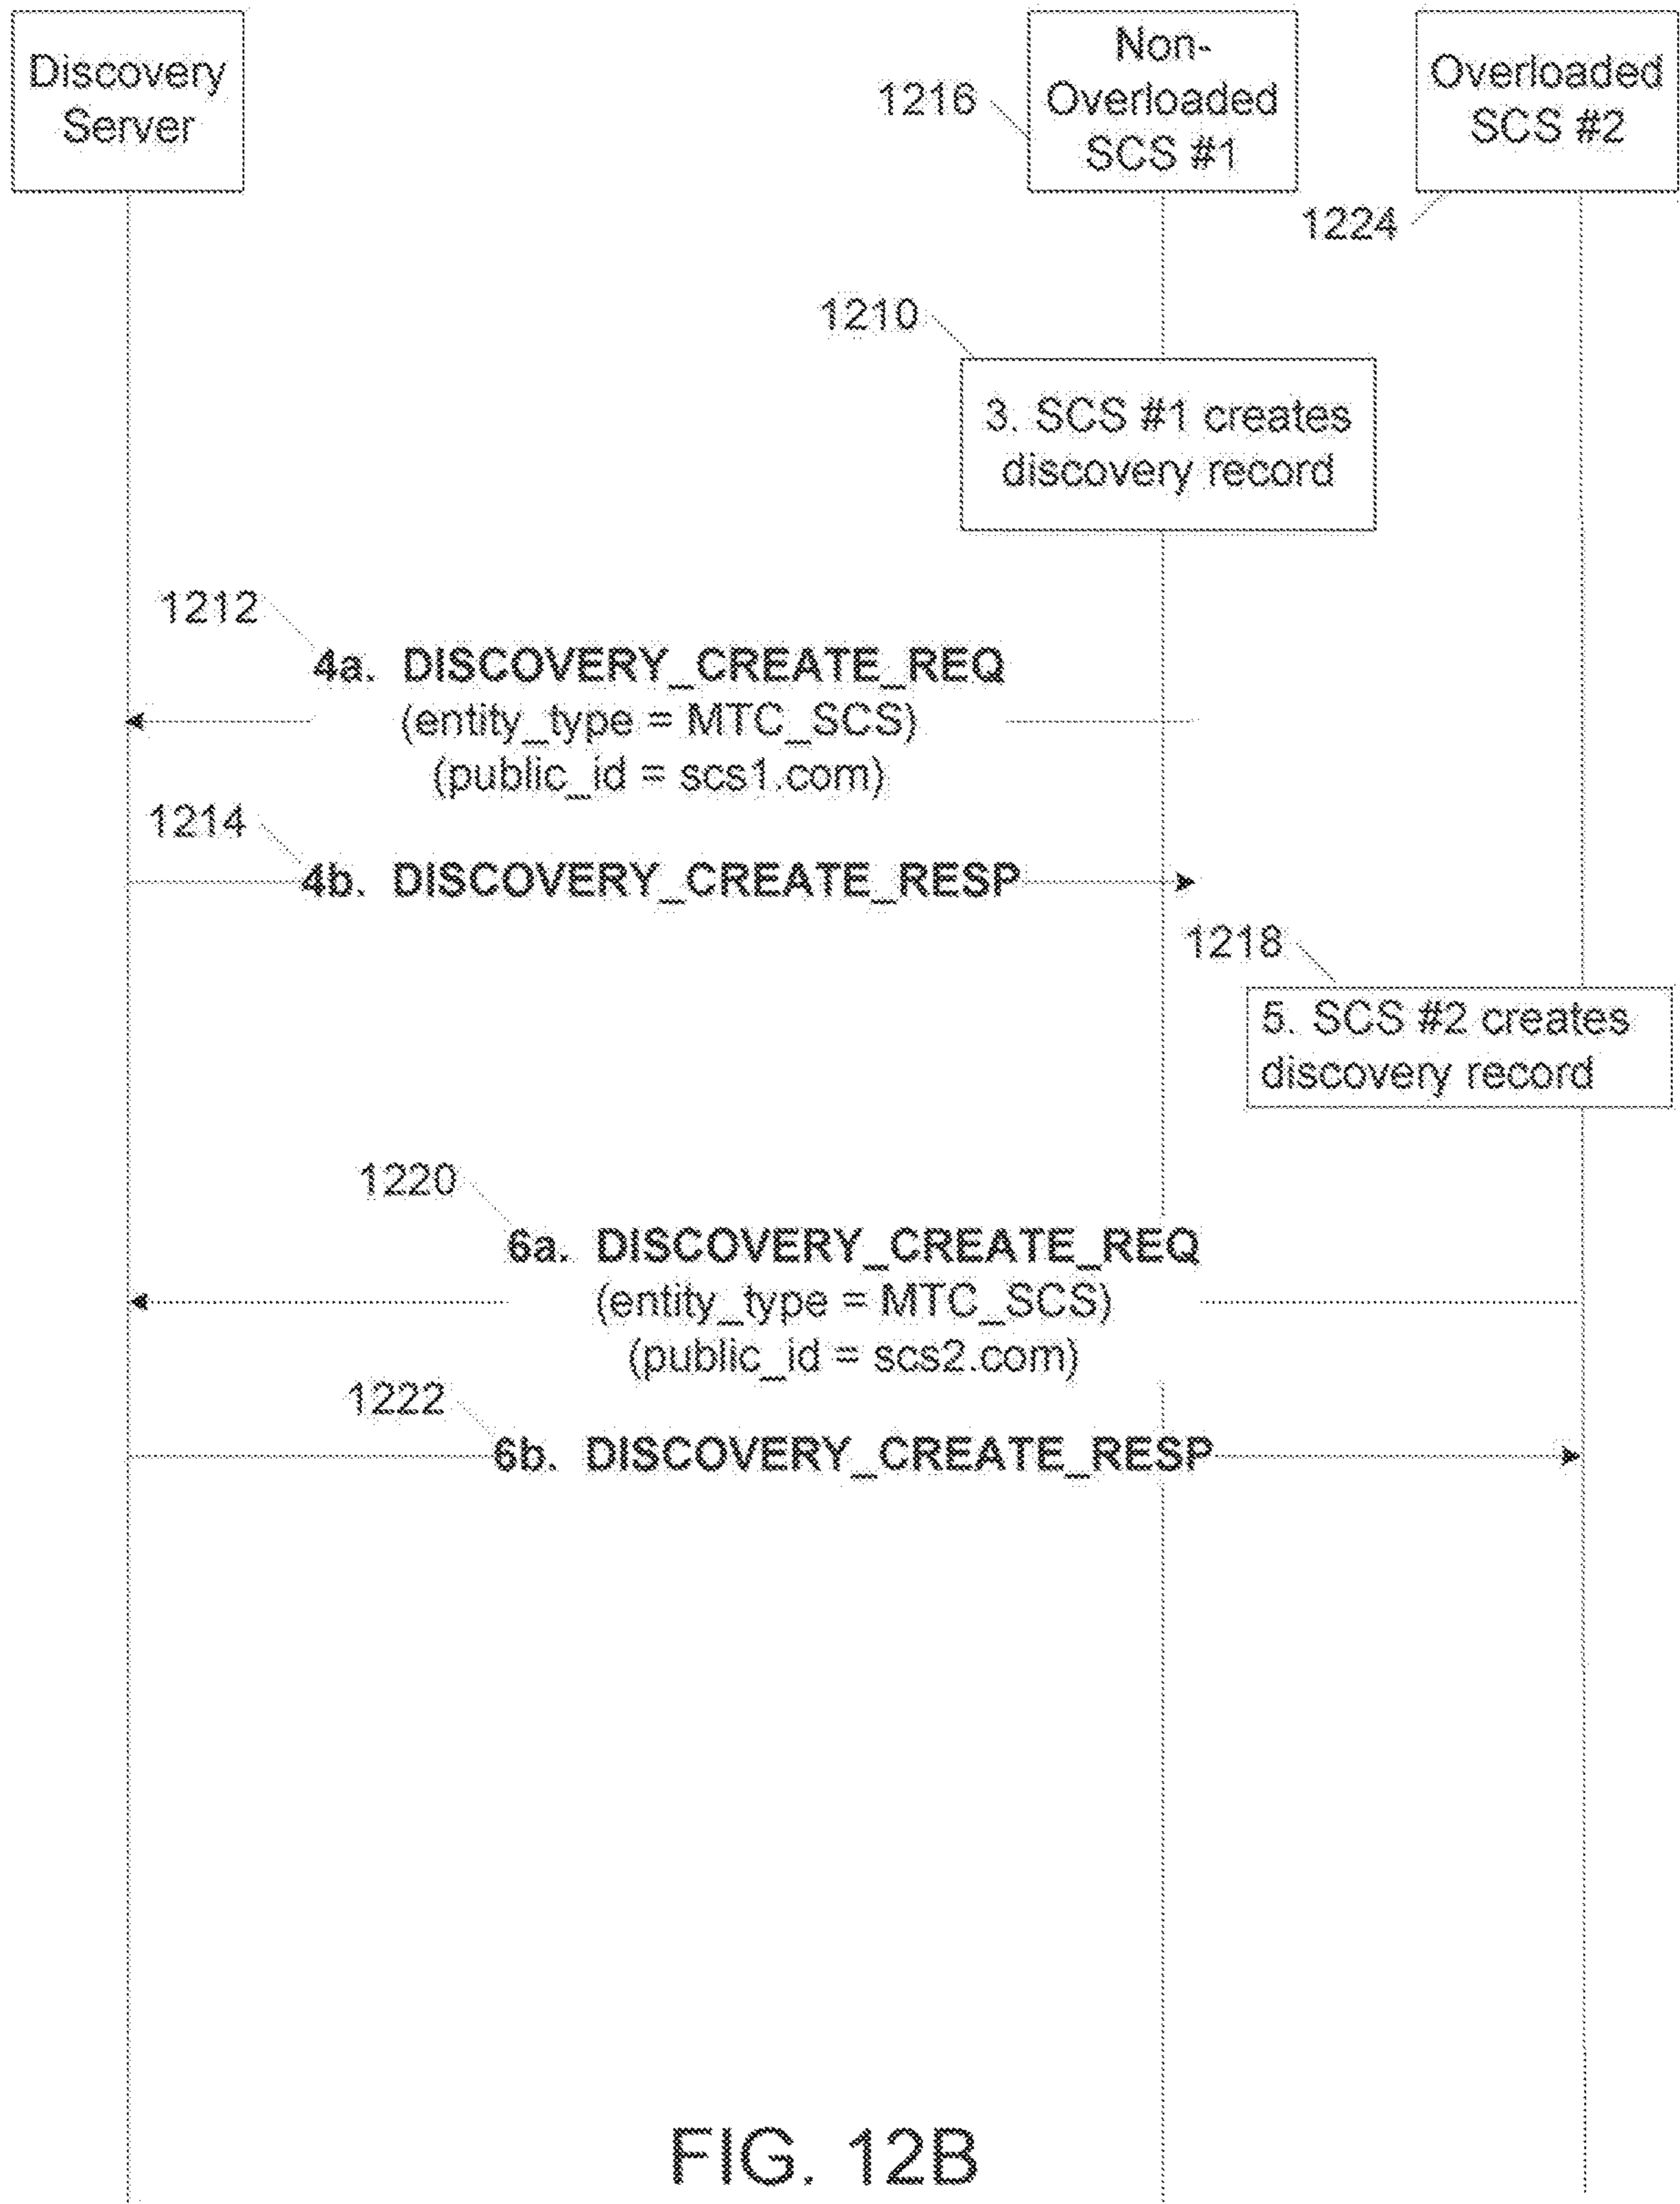 Discovery
Server
1216
Non-
Overloaded
SCS #1
Overloaded
SCS #2
1224
1210
3. SCS #1 creates
discovery record
1212
4a. DISCOVERY_CREATE_REQ
(entity_type = MTC_SCS)
(public_id = scs1.com)
1214
4b. DISCOVERY_CREATE_RESP
1218
5. SCS #2 creates
discovery record
1220
6a. DISCOVERY_CREATE_REQ
(entity_type = MTC_SCS)
(public_id = scs2.com)
1222
6b. DISCOVERY_CREATE_RESP
FIG. 12B